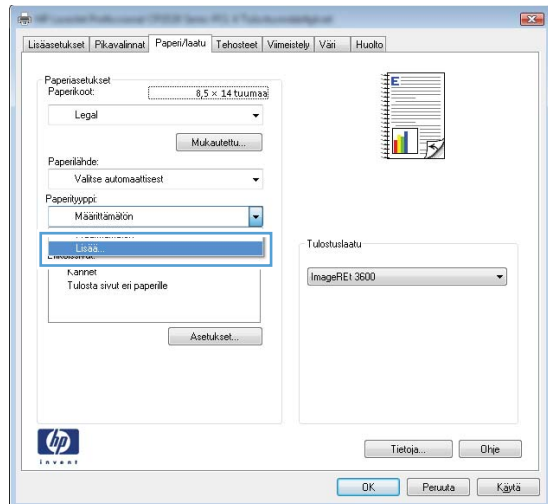 Lisäasetukset Pikavalinnat Paperi/laatu Tehosteet Viimeistely Väri Huolto
Paperiasetukset
Paperikoot: 8,5 × 14 tuumaa
Legal
Mukautettu...
Paperilähde:
Valitse automaattisest
Paperityyppi:
Määrittämätön
Lisää...
Kannet
Tulosta sivut eri paperille
Asetukset...
E
Tulostuslaatu
ImageREt 3600
hp
invent
Tietoja... Ohje
OK Peruuta Käytä